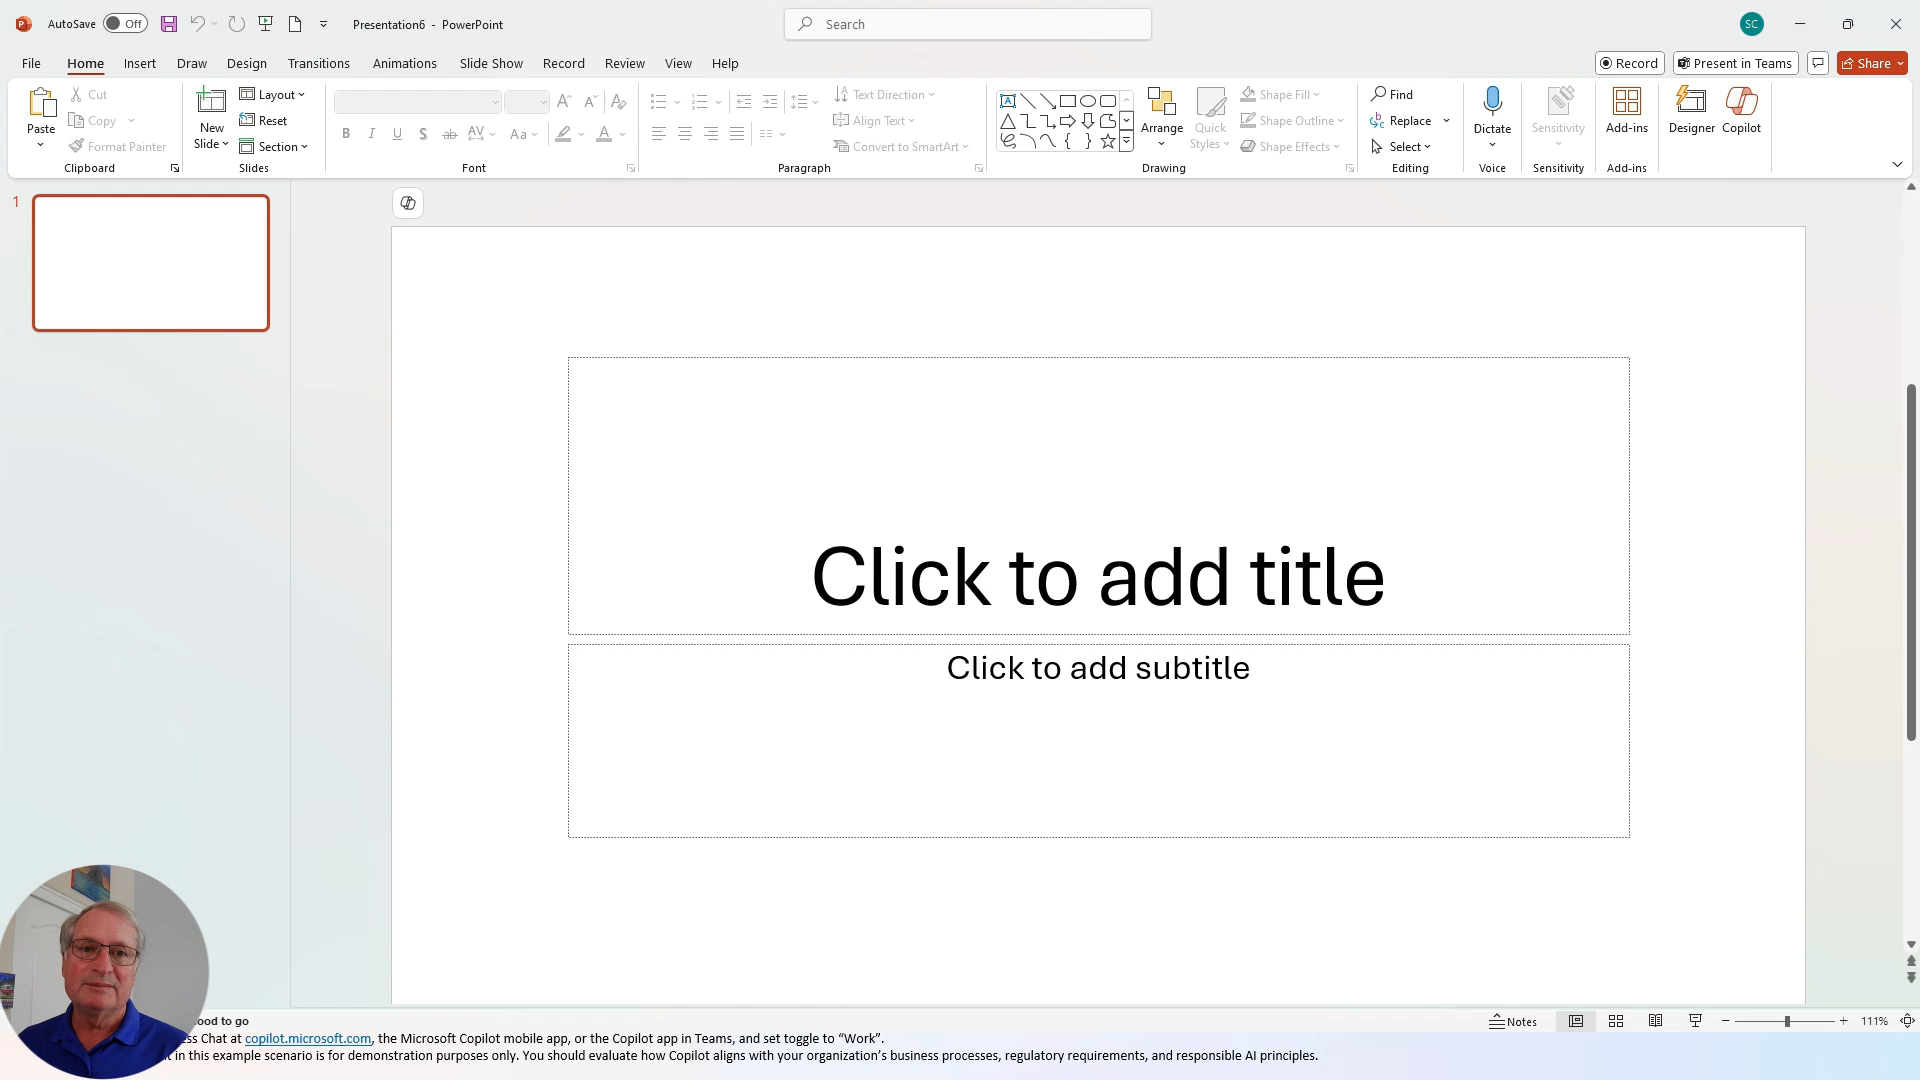 AutoSave Off Presentation6 - PowerPoint Search SC
File Home Insert Draw Design Transitions Animations Slide Show Record Review View Help Record Present in Teams Share
Paste Cut Copy Format Painter
Clipboard
New Slide Layout Reset Section
Slides
B I U S ab AV Aa A
Font
Text Direction
Align Text
Convert to SmartArt
Paragraph
Arrange Quick Styles
Shape Fill
Shape Outline
Shape Effects
Drawing
Find
Replace
Select
Editing
Dictate
Voice
Sensitivity
Sensitivity
Add-ins
Add-ins
Designer Copilot
1
Click to add title
Click to add subtitle
ood to go
Notes 111%
ss Chat at copilot.microsoft.com, the Microsoft Copilot mobile app, or the Copilot app in Teams, and set toggle to “Work”.
t in this example scenario is for demonstration purposes only. You should evaluate how Copilot aligns with your organization’s business processes, regulatory requirements, and responsible AI principles.